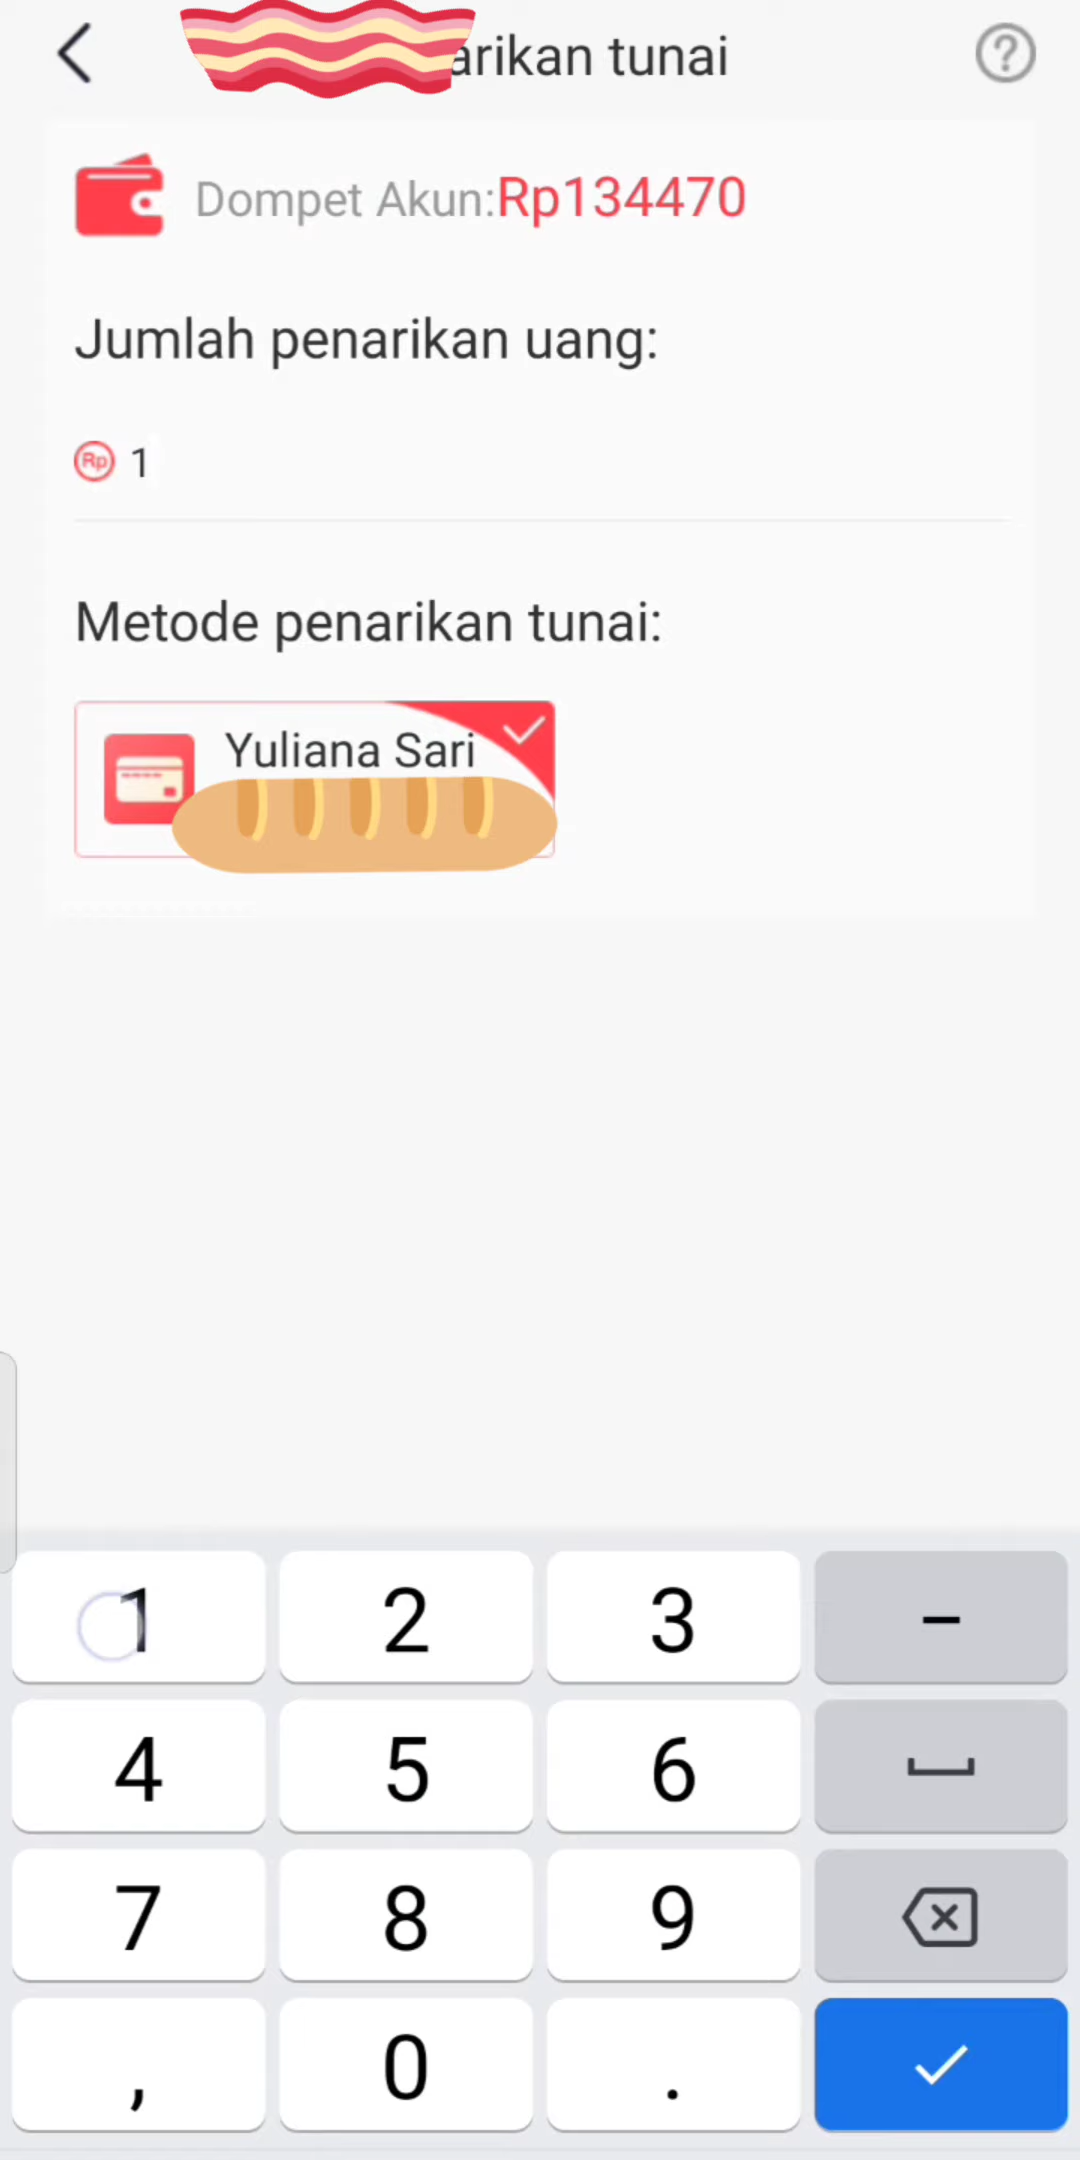 arikan tunai
?
Dompet Akun:Rp134470
Jumlah penarikan uang:
Rp 1
Metode penarikan tunai:
Yuliana Sari
1 2 3 –
4 5 6
7 8 9
, 0 .